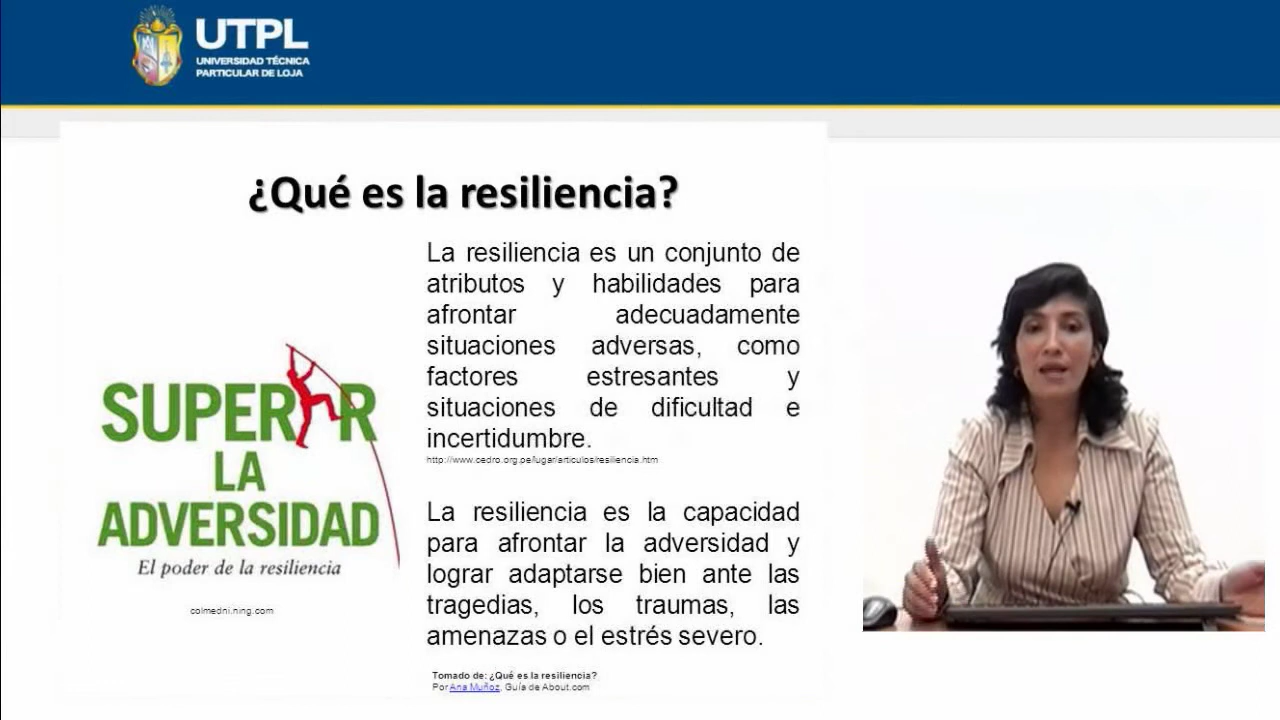 UTPL
UNIVERSIDAD TÉCNICA
PARTICULAR DE LOJA
¿Qué es la resiliencia?
La resiliencia es un conjunto de
atributos y habilidades para
afrontar adecuadamente
situaciones adversas, como
factores estresantes y
situaciones de dificultad e
incertidumbre.
http://www.cedro.org.pe/lugar/articulos/resiliencia.htm
SUPERAR
LA
ADVERSIDAD
El poder de la resiliencia
colmedni.ning.com
La resiliencia es la capacidad
para afrontar la adversidad y
lograr adaptarse bien ante las
tragedias, los traumas, las
amenazas o el estrés severo.
Tomado de: ¿Qué es la resiliencia?
Por Ana Muñoz, Guía de About.com